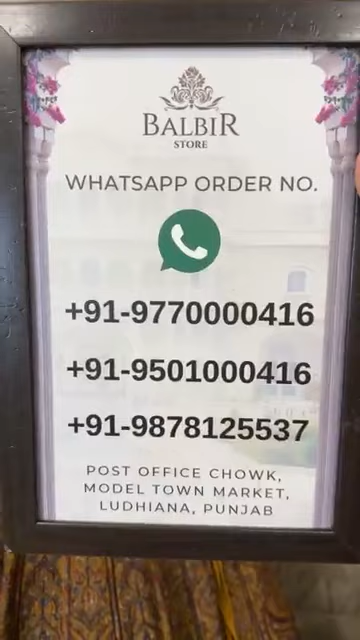 BALBIR
STORE
WHATSAPP ORDER NO.
+91-9770000416
+91-9501000416
+91-9878125537
POST OFFICE CHOWK,
MODEL TOWN MARKET,
LUDHIANA, PUNJAB